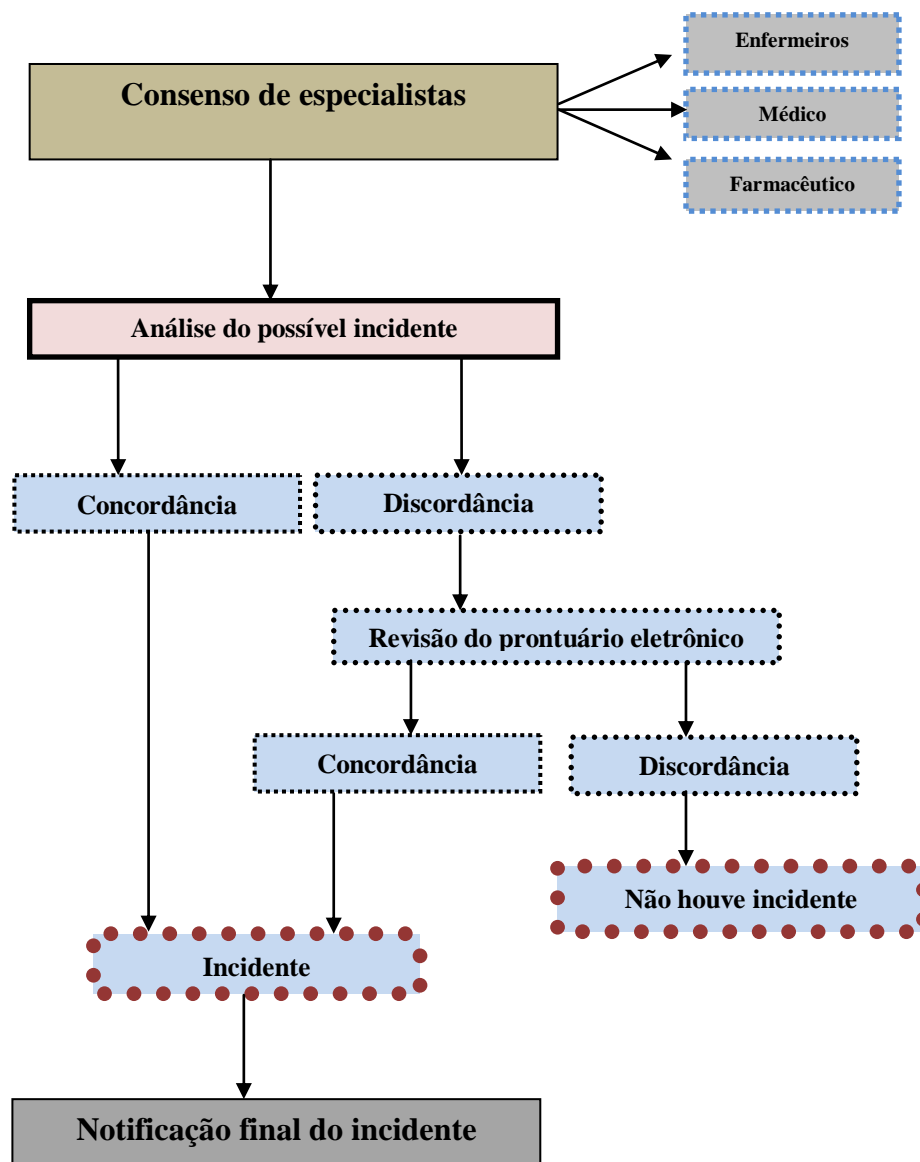 Enfermeiros
Consenso de especialistas
Médico
Farmacêutico
Análise do possível incidente
Concordância
Discordância
Revisão do prontuário eletrônico
Concordância
Discordância
Não houve incidente
Incidente
Notificação final do incidente